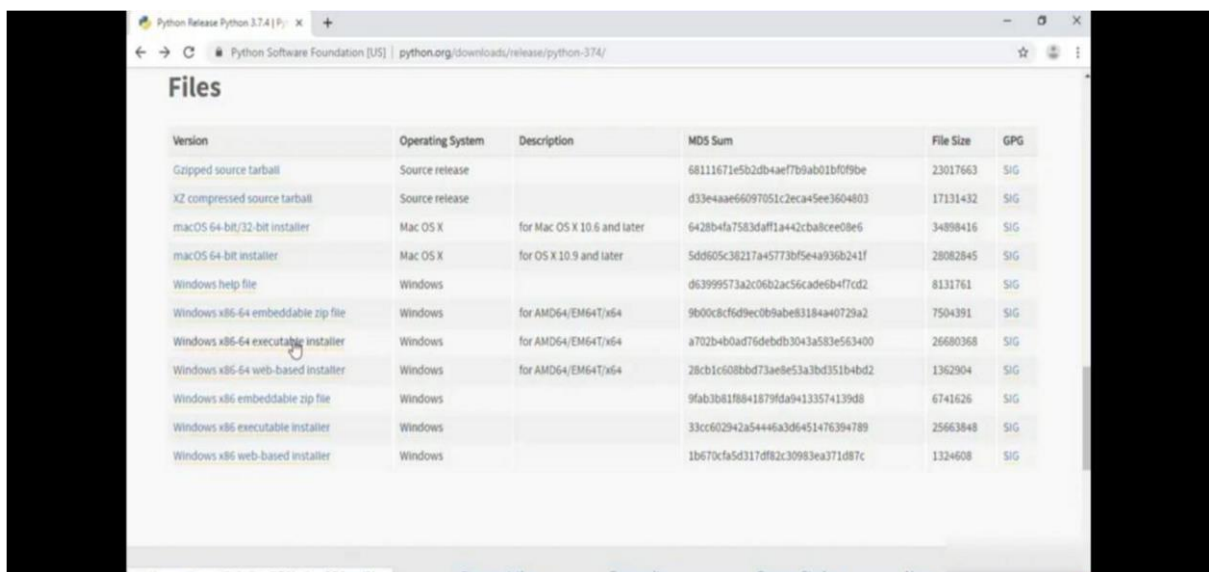 Python Release Python 3.7.4 | Py
Python Software Foundation [US] | python.org/downloads/release/python-374/
Files
Version Operating System Description MD5 Sum File Size GPG
Gzipped source tarball Source release 68111671e5b2db4aef7b9ab01bf0f9be 23017663 SIG
XZ compressed source tarball Source release d33e4aae66097051c2eca45ee3604803 17131432 SIG
macOS 64-bit/32-bit installer Mac OS X for Mac OS X 10.6 and later 6428b4fa7583daff1a442cba8cee08e6 34898416 SIG
macOS 64-bit installer Mac OS X for OS X 10.9 and later 5dd605c38217a45773bf5e4a936b241f 28082845 SIG
Windows help file Windows d63999573a2c06b2ac56cade6b4f7cd2 8131761 SIG
Windows x86-64 embeddable zip file Windows for AMD64/EM64T/x64 9b00c8cf6d9ec0b9abe83184a40729a2 7504391 SIG
Windows x86-64 executable installer Windows for AMD64/EM64T/x64 a702b4b0ad76debdb3043a583e563400 26680368 SIG
Windows x86-64 web-based installer Windows for AMD64/EM64T/x64 28cb1c608bbd73ae8e53a3bd351b4bd2 1362904 SIG
Windows x86 embeddable zip file Windows 9fab3b81f8841879fda94133574139d8 6741626 SIG
Windows x86 executable installer Windows 33cc602942a54446a3d6451476394789 25663848 SIG
Windows x86 web-based installer Windows 1b670cfa5d317df82c30983ea371d87c 1324608 SIG